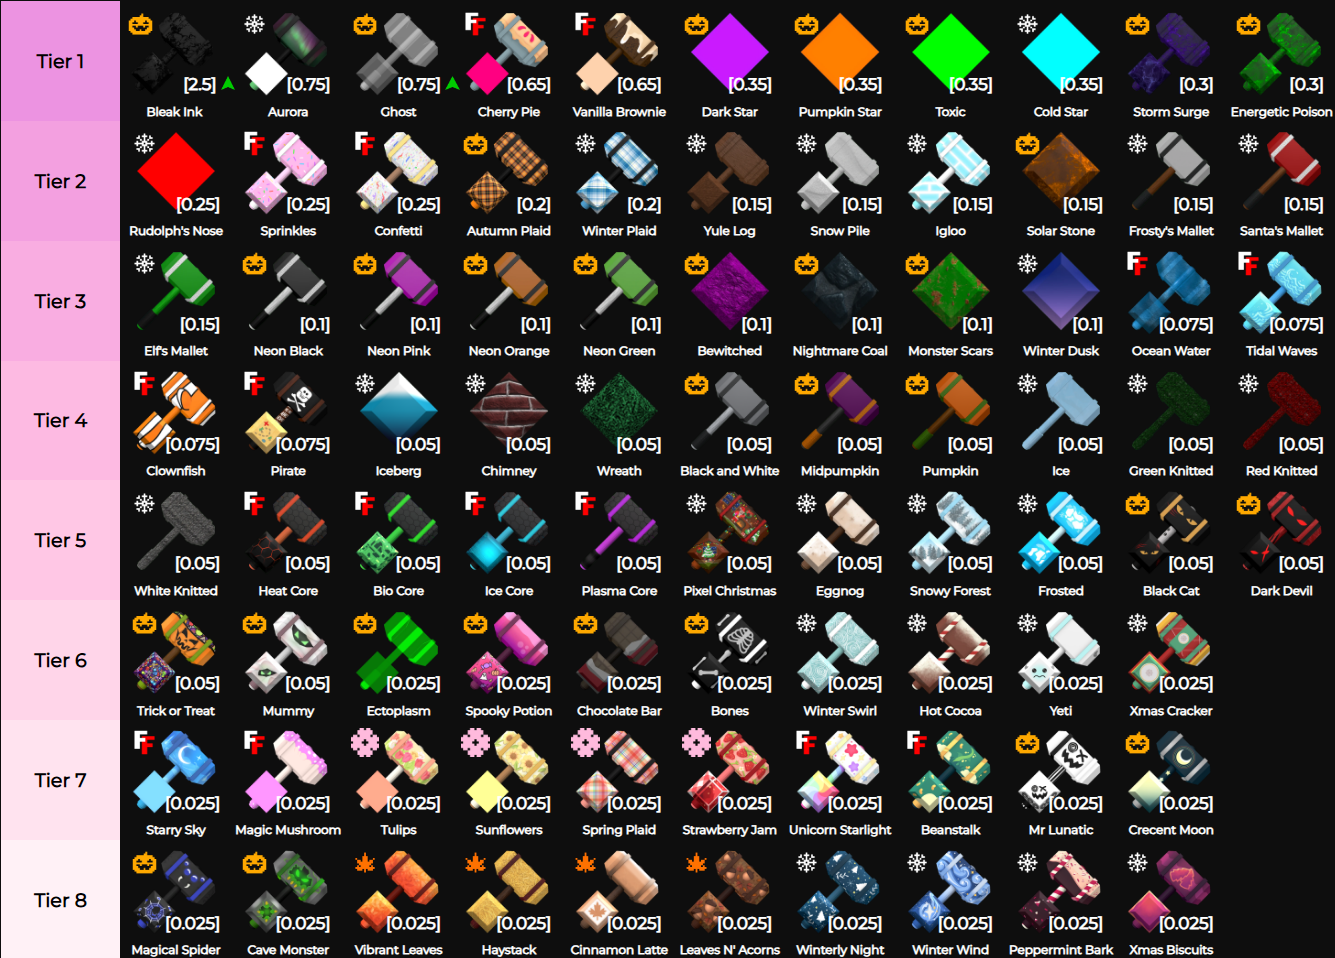 Tier 1
[2.5]
[0.75]
[0.75]
[0.65]
[0.65]
[0.35]
[0.35]
[0.35]
[0.35]
[0.3]
[0.3]
Bleak Ink
Aurora
Ghost
Cherry Pie
Vanilla Brownie
Dark Star
Pumpkin Star
Toxic
Cold Star
Storm Surge
Energetic Poison
Tier 2
[0.25]
[0.25]
[0.25]
[0.2]
[0.2]
[0.15]
[0.15]
[0.15]
[0.15]
[0.15]
[0.15]
Rudolph's Nose
Sprinkles
Confetti
Autumn Plaid
Winter Plaid
Yule Log
Snow Pile
Igloo
Solar Stone
Frosty's Mallet
Santa's Mallet
Tier 3
[0.15]
[0.1]
[0.1]
[0.1]
[0.1]
[0.1]
[0.1]
[0.1]
[0.1]
[0.075]
[0.075]
Elf's Mallet
Neon Black
Neon Pink
Neon Orange
Neon Green
Bewitched
Nightmare Coal
Monster Scars
Winter Dusk
Ocean Water
Tidal Waves
Tier 4
[0.075]
[0.075]
[0.05]
[0.05]
[0.05]
[0.05]
[0.05]
[0.05]
[0.05]
[0.05]
[0.05]
Clownfish
Pirate
Iceberg
Chimney
Wreath
Black and White
Midpumpkin
Pumpkin
Ice
Green Knitted
Red Knitted
Tier 5
[0.05]
[0.05]
[0.05]
[0.05]
[0.05]
[0.05]
[0.05]
[0.05]
[0.05]
[0.05]
[0.05]
White Knitted
Heat Core
Bio Core
Ice Core
Plasma Core
Pixel Christmas
Eggnog
Snowy Forest
Frosted
Black Cat
Dark Devil
Tier 6
[0.05]
[0.05]
[0.025]
[0.025]
[0.025]
[0.025]
[0.025]
[0.025]
[0.025]
[0.025]
Trick or Treat
Mummy
Ectoplasm
Spooky Potion
Chocolate Bar
Bones
Winter Swirl
Hot Cocoa
Yeti
Xmas Cracker
Tier 7
[0.025]
[0.025]
[0.025]
[0.025]
[0.025]
[0.025]
[0.025]
[0.025]
[0.025]
[0.025]
Starry Sky
Magic Mushroom
Tulips
Sunflowers
Spring Plaid
Strawberry Jam
Unicorn Starlight
Beanstalk
Mr Lunatic
Crecent Moon
Tier 8
[0.025]
[0.025]
[0.025]
[0.025]
[0.025]
[0.025]
[0.025]
[0.025]
[0.025]
[0.025]
Magical Spider
Cave Monster
Vibrant Leaves
Haystack
Cinnamon Latte
Leaves N' Acorns
Winterly Night
Winter Wind
Peppermint Bark
Xmas Biscuits